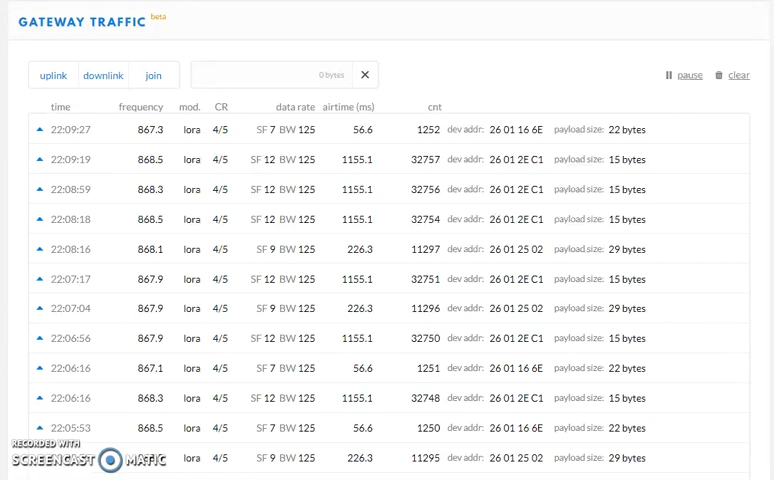 GATEWAY TRAFFIC beta
uplink downlink join 0 bytes pause clear
time frequency mod. CR data rate airtime (ms) cnt
22:09:27 867.3 lora 4/5 SF 7 BW 125 56.6 1252 dev addr: 26 01 16 6E payload size: 22 bytes
22:09:19 868.5 lora 4/5 SF 12 BW 125 1155.1 32757 dev addr: 26 01 2E C1 payload size: 15 bytes
22:08:59 868.3 lora 4/5 SF 12 BW 125 1155.1 32756 dev addr: 26 01 2E C1 payload size: 15 bytes
22:08:18 868.5 lora 4/5 SF 12 BW 125 1155.1 32754 dev addr: 26 01 2E C1 payload size: 15 bytes
22:08:16 868.1 lora 4/5 SF 9 BW 125 226.3 11297 dev addr: 26 01 25 02 payload size: 29 bytes
22:07:17 867.9 lora 4/5 SF 12 BW 125 1155.1 32751 dev addr: 26 01 2E C1 payload size: 15 bytes
22:07:04 867.9 lora 4/5 SF 9 BW 125 226.3 11296 dev addr: 26 01 25 02 payload size: 29 bytes
22:06:56 867.9 lora 4/5 SF 12 BW 125 1155.1 32750 dev addr: 26 01 2E C1 payload size: 15 bytes
22:06:16 867.1 lora 4/5 SF 7 BW 125 56.6 1251 dev addr: 26 01 16 6E payload size: 22 bytes
22:06:16 868.3 lora 4/5 SF 12 BW 125 1155.1 32748 dev addr: 26 01 2E C1 payload size: 15 bytes
22:05:53 868.5 lora 4/5 SF 7 BW 125 56.6 1250 dev addr: 26 01 16 6E payload size: 22 bytes
RECORDED WITH
SCREENCAST MATIC lora 4/5 SF 9 BW 125 226.3 11295 dev addr: 26 01 25 02 payload size: 29 bytes